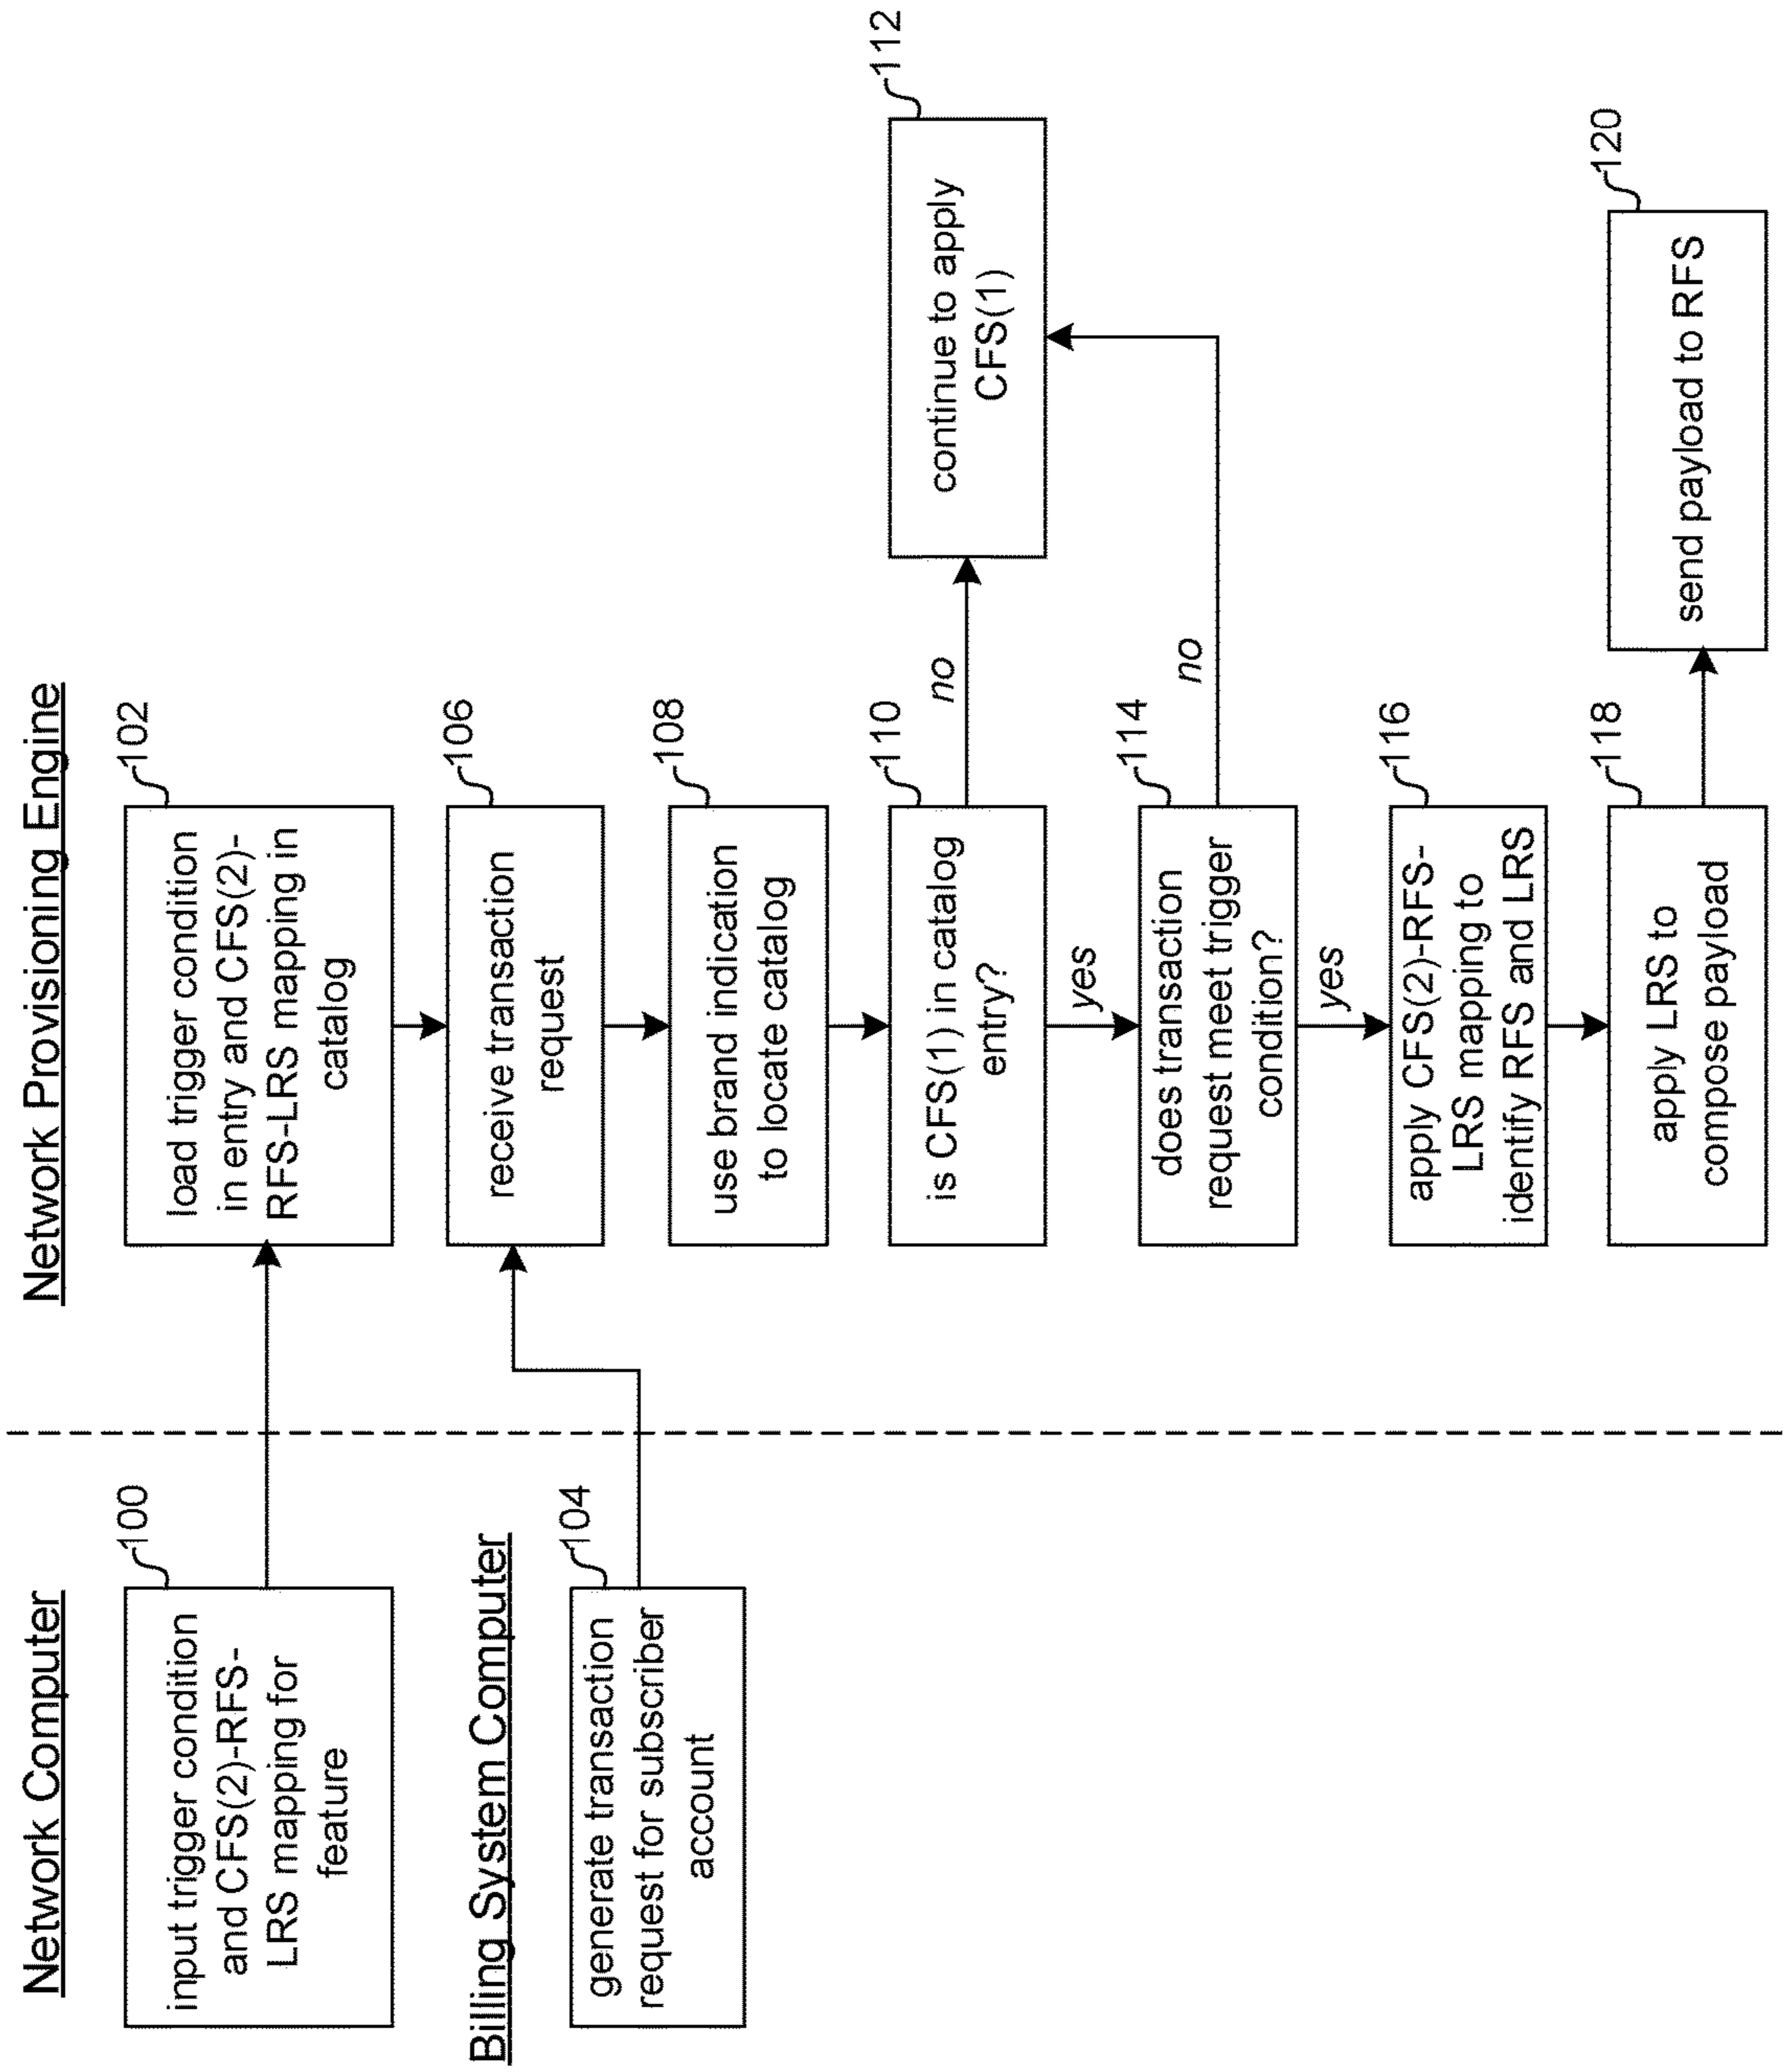 Network Computer
100
input trigger condition
and CFS(2)-RFS-
LRS mapping for
feature
Billing System Computer
104
generate transaction
request for subscriber
account
Network Provisioning Engine
102
load trigger condition
in entry and CFS(2)-
RFS-LRS mapping in
catalog
106
receive transaction
request
108
use brand indication
to locate catalog
110
is CFS(1) in catalog
entry?
no
112
continue to apply
CFS(1)
yes
114
does transaction
request meet trigger
condition?
no
yes
116
apply CFS(2)-RFS-
LRS mapping to
identify RFS and LRS
118
apply LRS to
compose payload
120
send payload to RFS